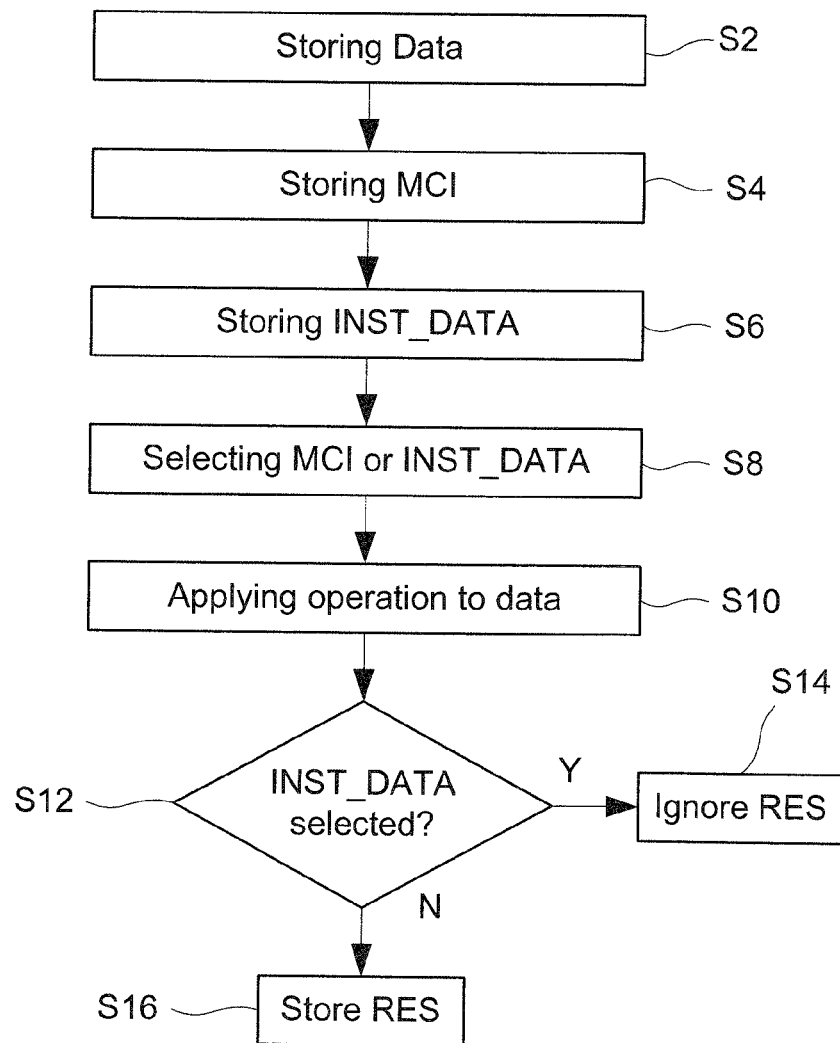 Storing Data
S2
Storing MCI
S4
Storing INST_DATA
S6
Selecting MCI or INST_DATA
S8
Applying operation to data
S10
S14
S12
INST_DATA
selected?
Y
Ignore RES
N
S16
Store RES